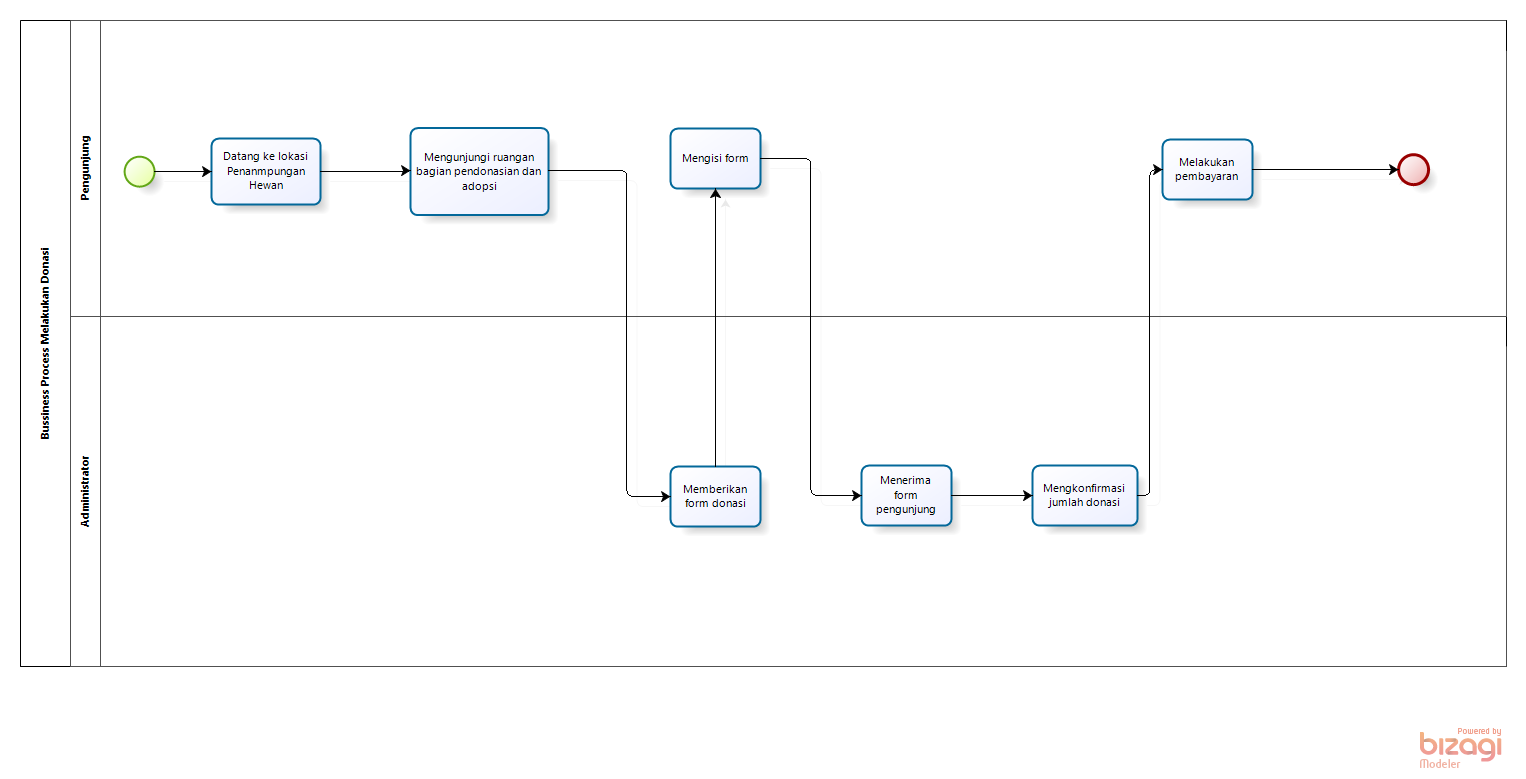 Bussiness Process Melakukan Donasi
Pengunjung
Datang ke lokasi
Penanmpungan
Hewan
Mengunjungi ruangan
bagian pendonasian dan
adopsi
Mengisi form
Melakukan
pembayaran
Administrator
Memberikan
form donasi
Menerima
form
pengunjung
Mengkonfirmasi
jumlah donasi
Powered by
bizagi
Modeler